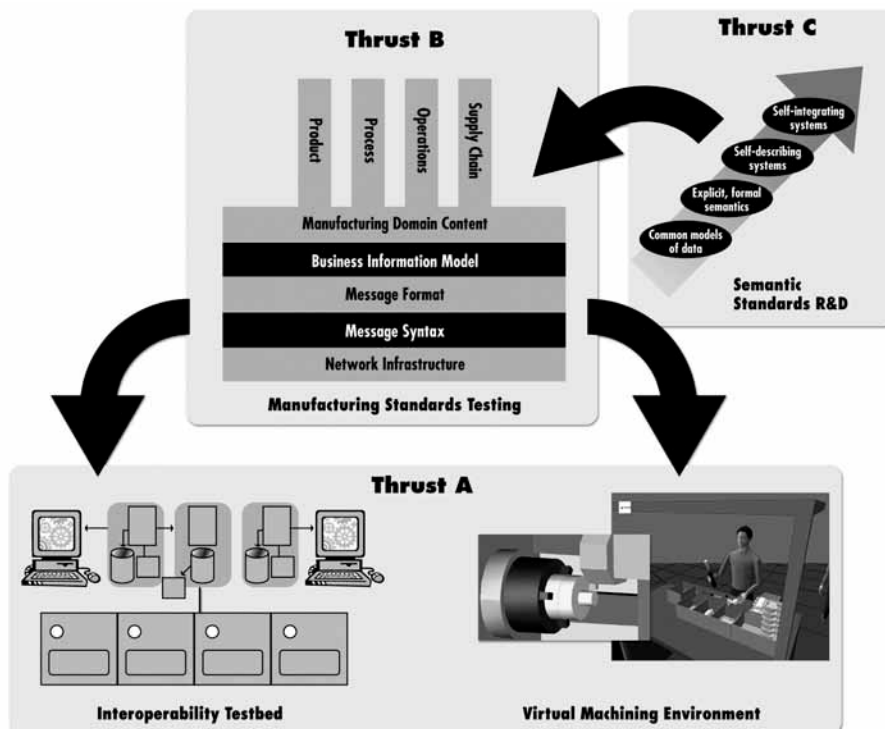 Thrust B
Product
Process
Operations
Supply Chain
Manufacturing Domain Content
Business Information Model
Message Format
Message Syntax
Network Infrastructure
Manufacturing Standards Testing
Thrust C
Self-integrating
systems
Self-describing
systems
Explicit, formal
semantics
Common models
of data
Semantic
Standards R&D
Thrust A
Interoperability Testbed
Virtual Machining Environment